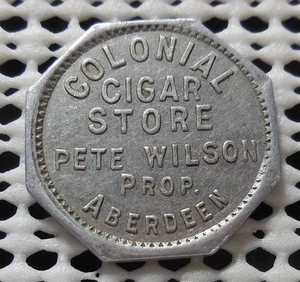 COLONIAL
CIGAR
STORE
PETE WILSON
PROP.
ABERDEEN